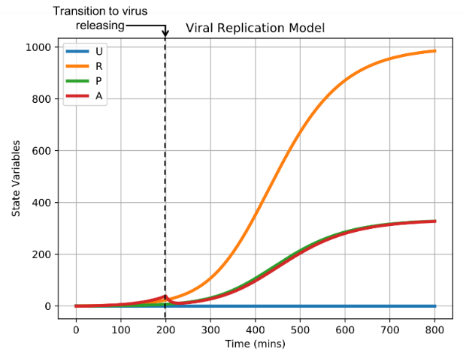 Transition to virus
releasing
Viral Replication Model
U
R
P
A
1000
800
600
400
200
0
State Variables
0 100 200 300 400 500 600 700 800
Time (mins)